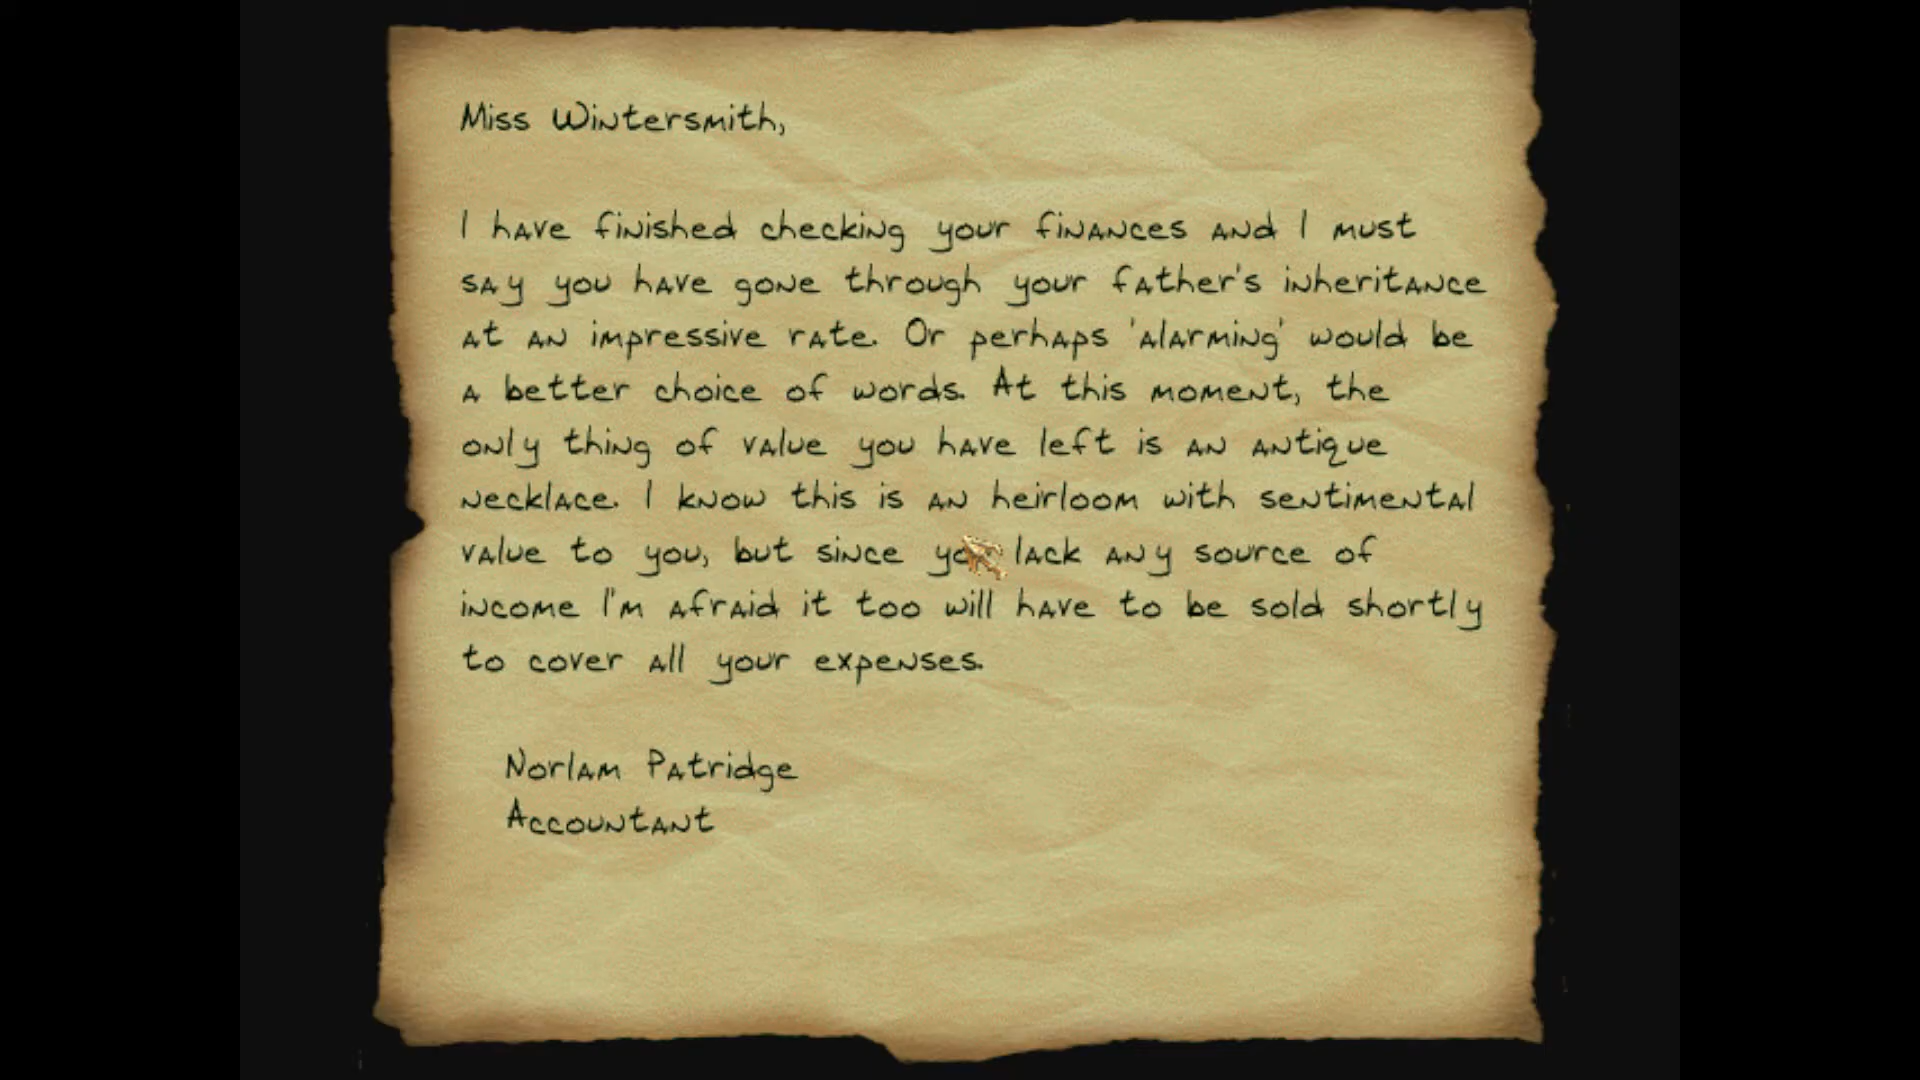 Miss Wintersmith,
I have finished checking your finances and I must
say you have gone through your father's inheritance
at an impressive rate. Or perhaps 'alarming' would be
a better choice of words. At this moment, the
only thing of value you have left is an antique
necklace. I know this is an heirloom with sentimental
value to you, but since you lack any source of
income I'm afraid it too will have to be sold shortly
to cover all your expenses.
Norlam Patridge
Accountant